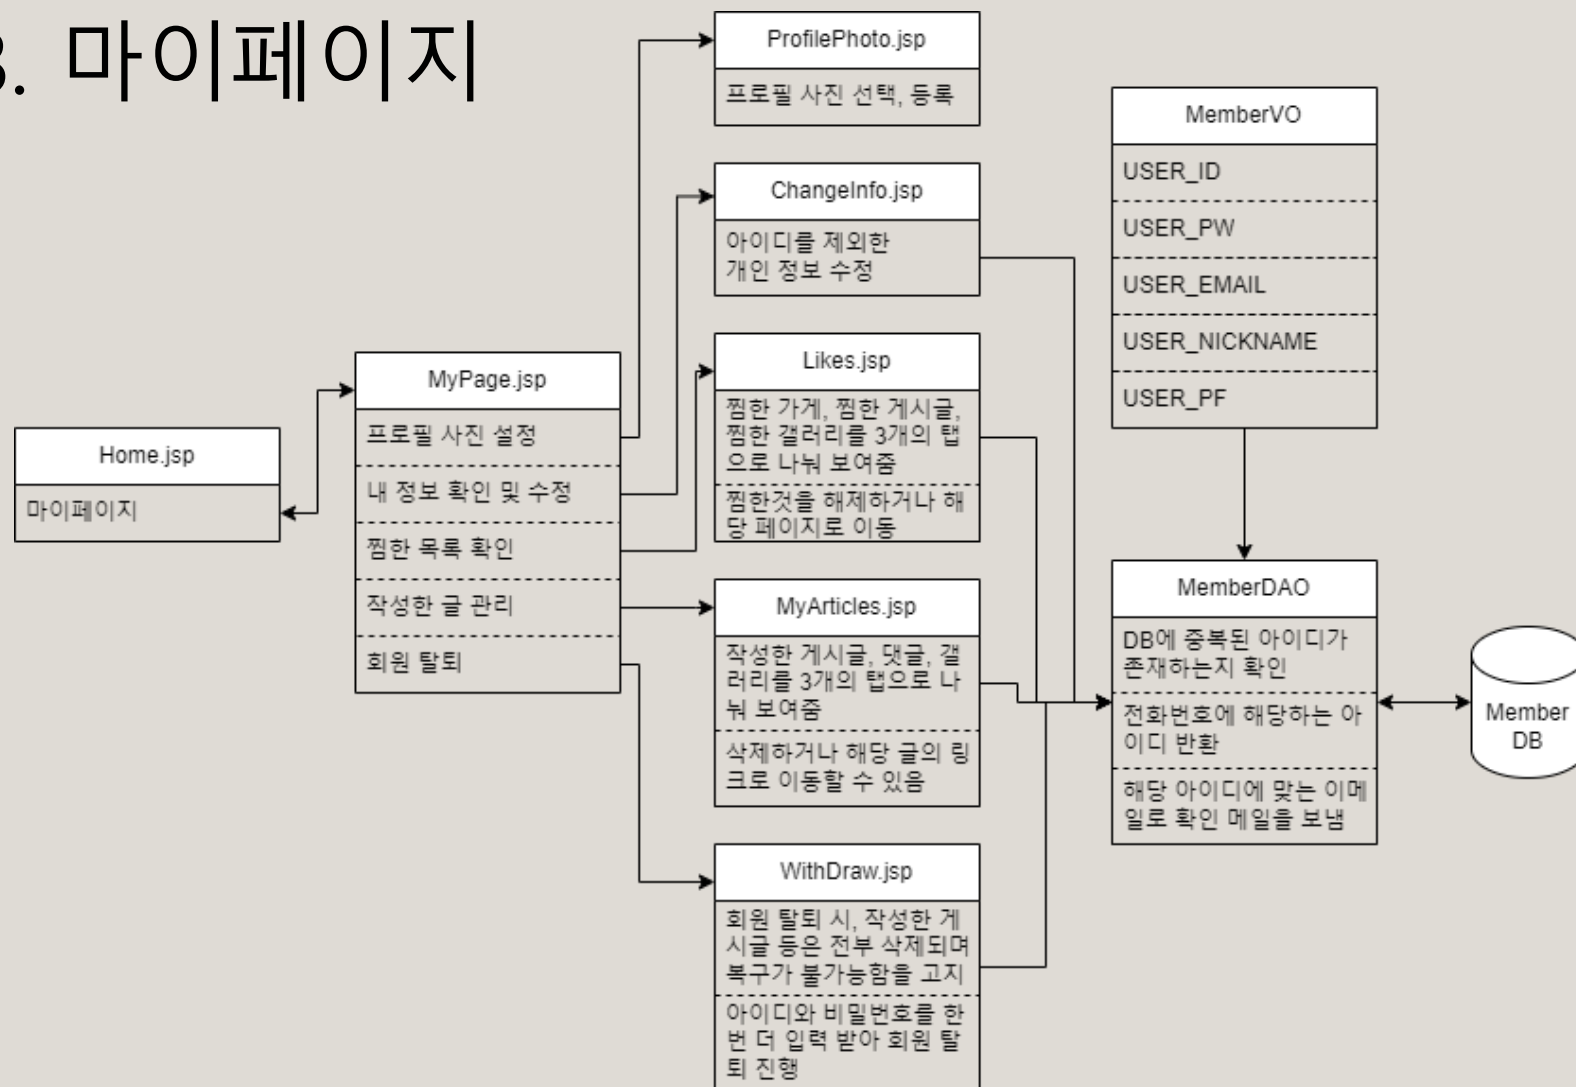 3. 마이페이지
Home.jsp
마이페이지
MyPage.jsp
프로필 사진 설정
내 정보 확인 및 수정
찜한 목록 확인
작성한 글 관리
회원 탈퇴
ProfilePhoto.jsp
프로필 사진 선택, 등록
ChangeInfo.jsp
아이디를 제외한
개인 정보 수정
Likes.jsp
찜한 가게, 찜한 게시글,
찜한 갤러리를 3개의 탭
으로 나눠 보여줌
찜한것을 해제하거나 해
당 페이지로 이동
MyArticles.jsp
작성한 게시글, 댓글, 갤
러리를 3개의 탭으로 나
눠 보여줌
삭제하거나 해당 글의 링
크로 이동할 수 있음
WithDraw.jsp
회원 탈퇴 시, 작성한 게
시글 등은 전부 삭제되며
복구가 불가능함을 고지
아이디와 비밀번호를 한
번 더 입력 받아 회원 탈
퇴 진행
MemberVO
USER_ID
USER_PW
USER_EMAIL
USER_NICKNAME
USER_PF
MemberDAO
DB에 중복된 아이디가
존재하는지 확인
전화번호에 해당하는 아
이디 반환
해당 아이디에 맞는 이메
일로 확인 메일을 보냄
Member
DB